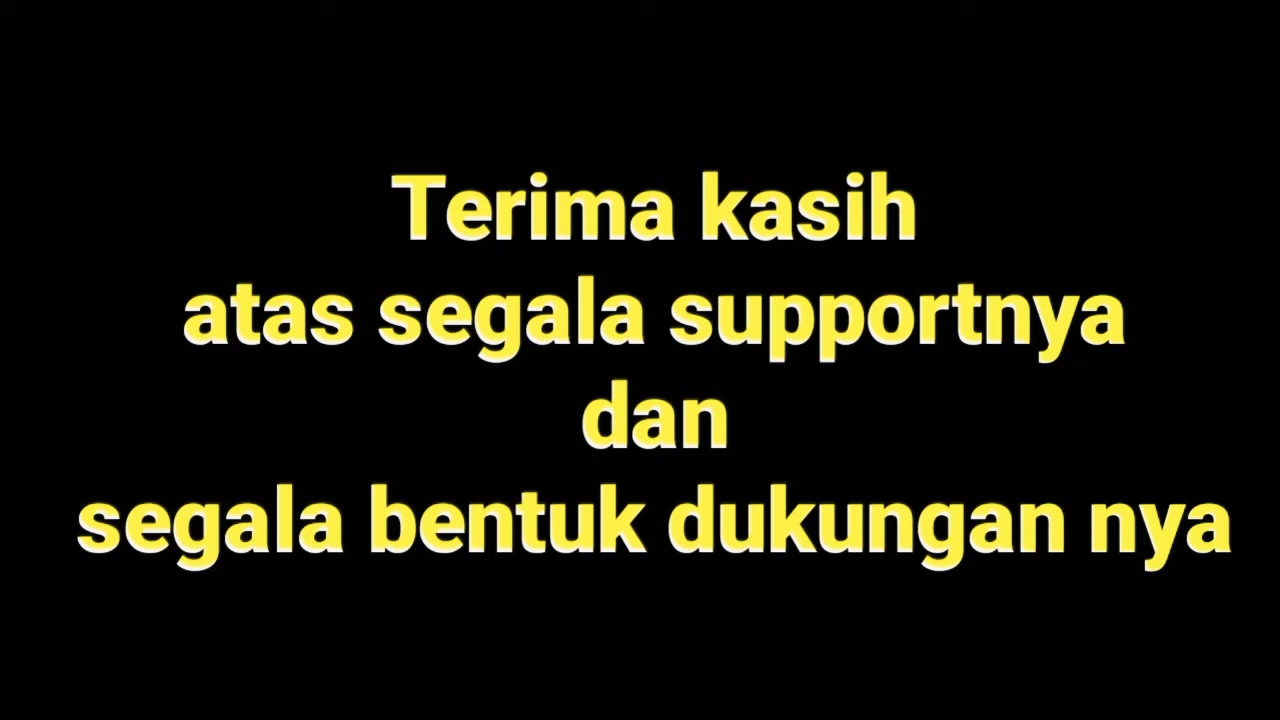 Terima kasih
atas segala supportnya
dan
segala bentuk dukungan nya